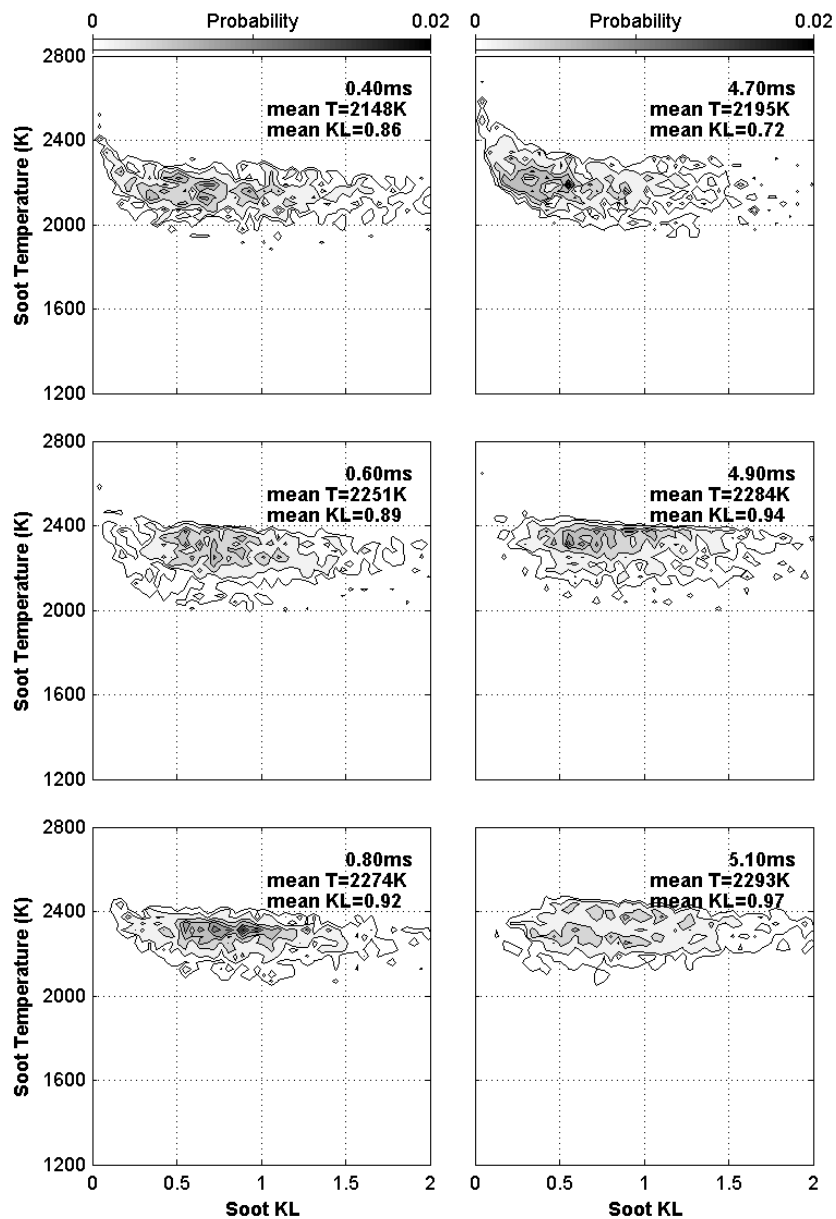 0 Probability 0.02 0 Probability 0.02
2800
0.40ms
mean T=2148K
mean KL=0.86
4.70ms
mean T=2195K
mean KL=0.72
2400
2000
1600
1200
Soot Temperature (K)
2800
0.60ms
mean T=2251K
mean KL=0.89
4.90ms
mean T=2284K
mean KL=0.94
2400
2000
1600
1200
Soot Temperature (K)
2800
0.80ms
mean T=2274K
mean KL=0.92
5.10ms
mean T=2293K
mean KL=0.97
2400
2000
1600
1200
Soot Temperature (K)
0 0.5 1 1.5 2 0 0.5 1 1.5 2
Soot KL Soot KL